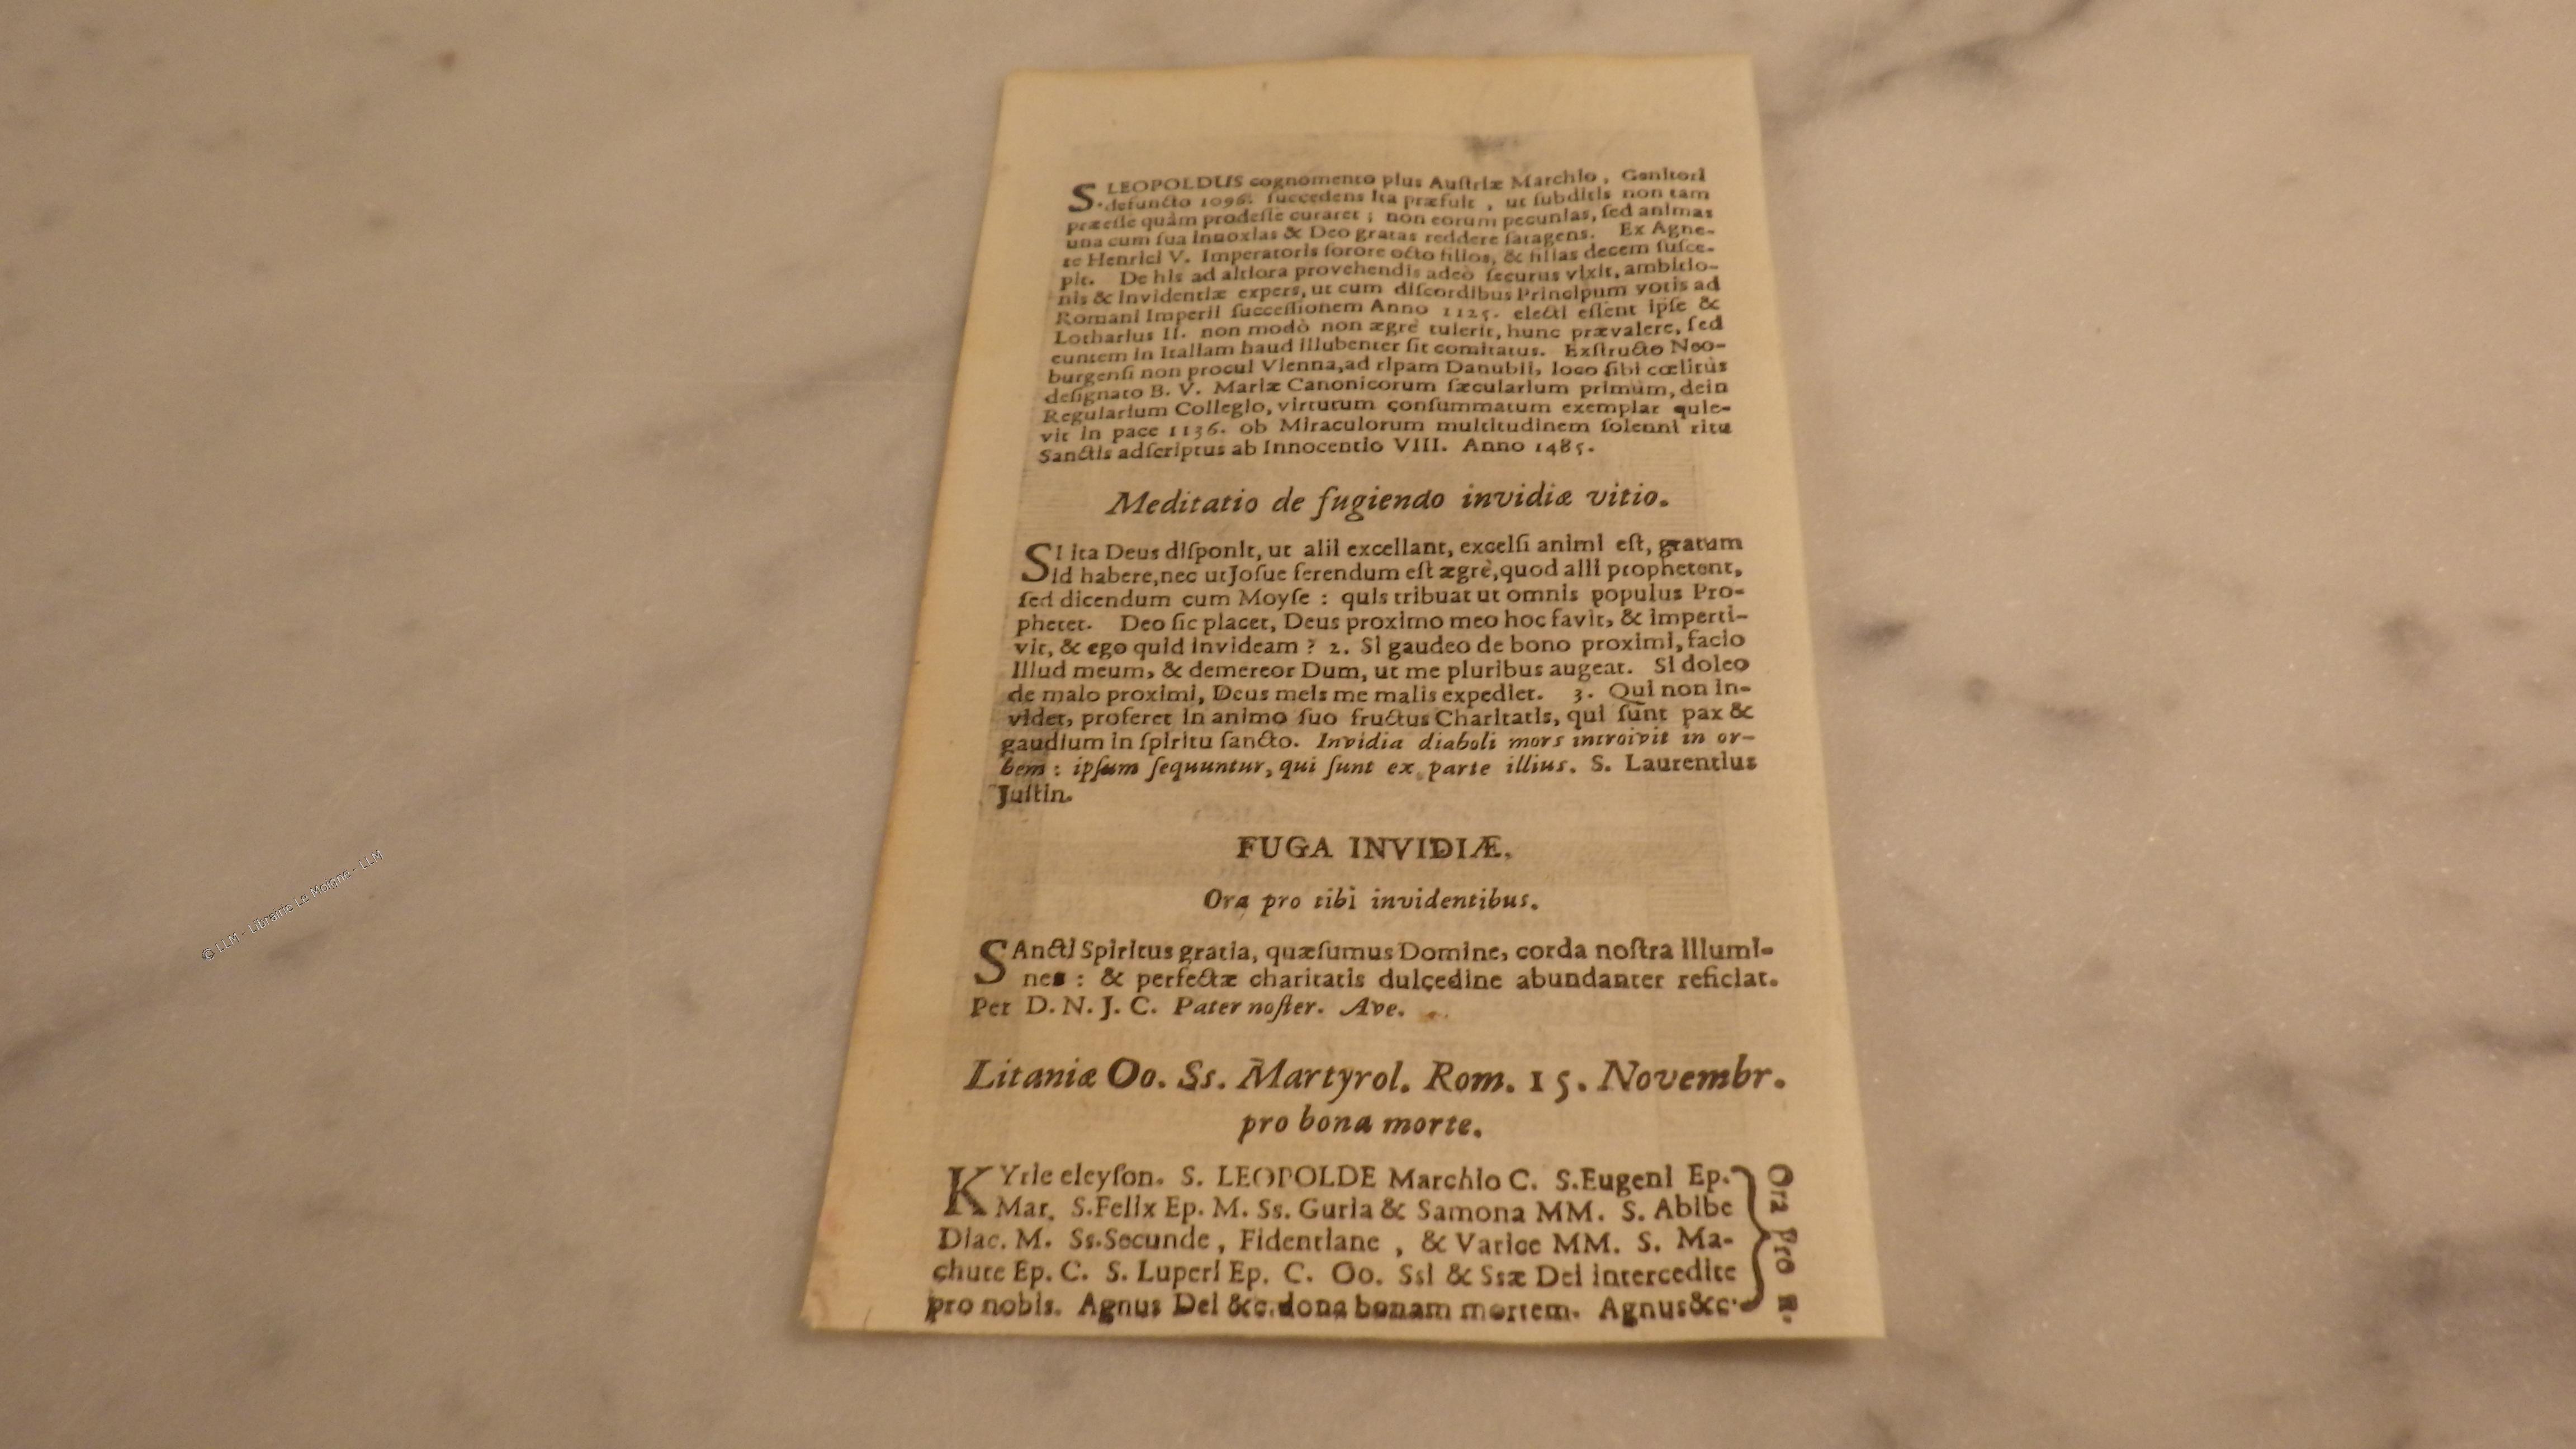 S. LEOPOLDUS cognomento pius Auſtriæ Marchio, Genitori
defuncto 1096. ſuccedens ita præfuit, ut ſubditis non tam
præeſſe quàm prodeſſe curaret; non eorum pecunias, ſed animas
una cum ſua innoxias & Deo gratas reddere ſatagens. Ex Agne-
te Henrici V. Imperatoris ſorore octo filios, & filias decem ſuſce-
pit. De his ad altiora provehendis adeò ſecurus vixit, ambitio-
nis & invidentiæ expers, ut cum diſcordibus Principum votis ad
Romani Imperii ſucceſſionem Anno 1125. electi eſſent ipſe &
Lotharius II. non modò non ægrè tulerit, hunc prævalere, ſed
euntem in Italiam haud illubenter ſit comitatus. Exſtructo Neo-
burgenſi non procul Vienna, ad ripam Danubii, loco ſibi cœlitùs
deſignato B. V. Mariæ Canonicorum ſæcularium primùm, dein
Regularium Collegio, virtutum conſummatum exemplar quie-
vit in pace 1136. ob Miraculorum multitudinem ſolenni ritu
Sanctis adſcriptus ab Innocentio VIII. Anno 1485.
Meditatio de fugiendo invidiæ vitio.
SI ita Deus diſponit, ut alii excellant, excelſi animi eſt, gratum
id habere, nec ut Joſue ferendum eſt ægrè, quod alii prophetent,
ſed dicendum cum Moyſe : quis tribuat ut omnis populus Pro-
phetet. Deo ſic placet, Deus proximo meo hoc favit, & imperti-
vit, & ego quid invideam ? 2. Si gaudeo de bono proximi, facio
illud meum, & demereor Dum, ut me pluribus augeat. Si doleo
de malo proximi, Deus meis me malis expediet. 3. Qui non in-
videt, proferet in animo ſuo fructus Charitatis, qui ſunt pax &
gaudium in ſpiritu ſancto. Invidia diaboli mors introivit in or-
bem : ipſum ſequuntur, qui ſunt ex parte illius. S. Laurentius
Juſtin.
FUGA INVIDIÆ.
Ora pro tibi invidentibus.
SAncti Spiritus gratia, quæſumus Domine, corda noſtra illumi-
net : & perfectæ charitatis dulcedine abundanter reficiat.
Per D. N. J. C. Pater noſter. Ave.
Litaniæ Oo. Ss. Martyrol. Rom. 15. Novembr.
pro bona morte.
KYrie eleyſon. S. LEOPOLDE Marchio C. S. Eugeni Ep.
Mar. S. Felix Ep. M. Ss. Guria & Samona MM. S. Abibe
Diac. M. Ss. Secunde, Fidentiane, & Varice MM. S. Ma-
chute Ep. C. S. Luperi Ep. C. Oo. Ssi & Ssæ Dei intercedite
pro nobis. Agnus Dei &c. dona bonam mortem. Agnus &c.
Ora pro n.
© LLM - Librairie Le Moigne - LLM